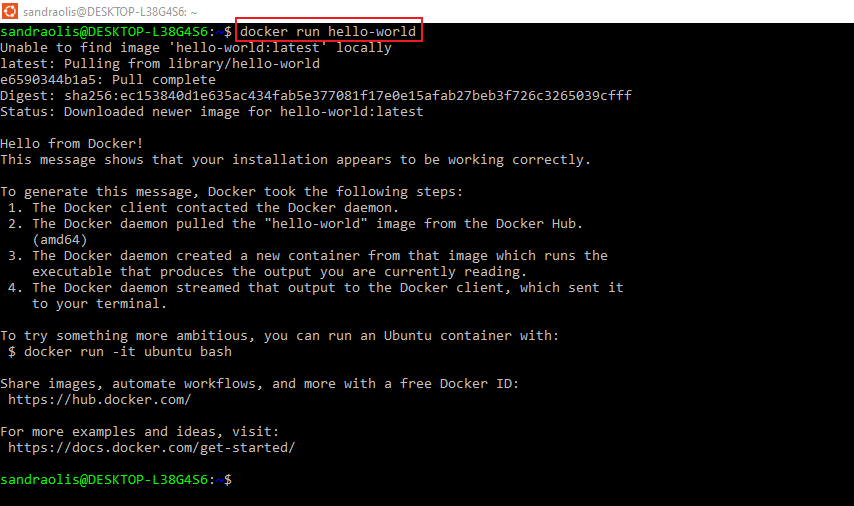 sandraolis@DESKTOP-L38G4S6: ~
sandraolis@DESKTOP-L38G4S6:~$ docker run hello-world
Unable to find image 'hello-world:latest' locally
latest: Pulling from library/hello-world
e6590344b1a5: Pull complete
Digest: sha256:ec153840d1e635ac434fab5e377081f17e0e15afab27beb3f726c3265039cfff
Status: Downloaded newer image for hello-world:latest
Hello from Docker!
This message shows that your installation appears to be working correctly.
To generate this message, Docker took the following steps:
1. The Docker client contacted the Docker daemon.
2. The Docker daemon pulled the "hello-world" image from the Docker Hub.
(amd64)
3. The Docker daemon created a new container from that image which runs the
executable that produces the output you are currently reading.
4. The Docker daemon streamed that output to the Docker client, which sent it
to your terminal.
To try something more ambitious, you can run an Ubuntu container with:
$ docker run -it ubuntu bash
Share images, automate workflows, and more with a free Docker ID:
https://hub.docker.com/
For more examples and ideas, visit:
https://docs.docker.com/get-started/
sandraolis@DESKTOP-L38G4S6:~$